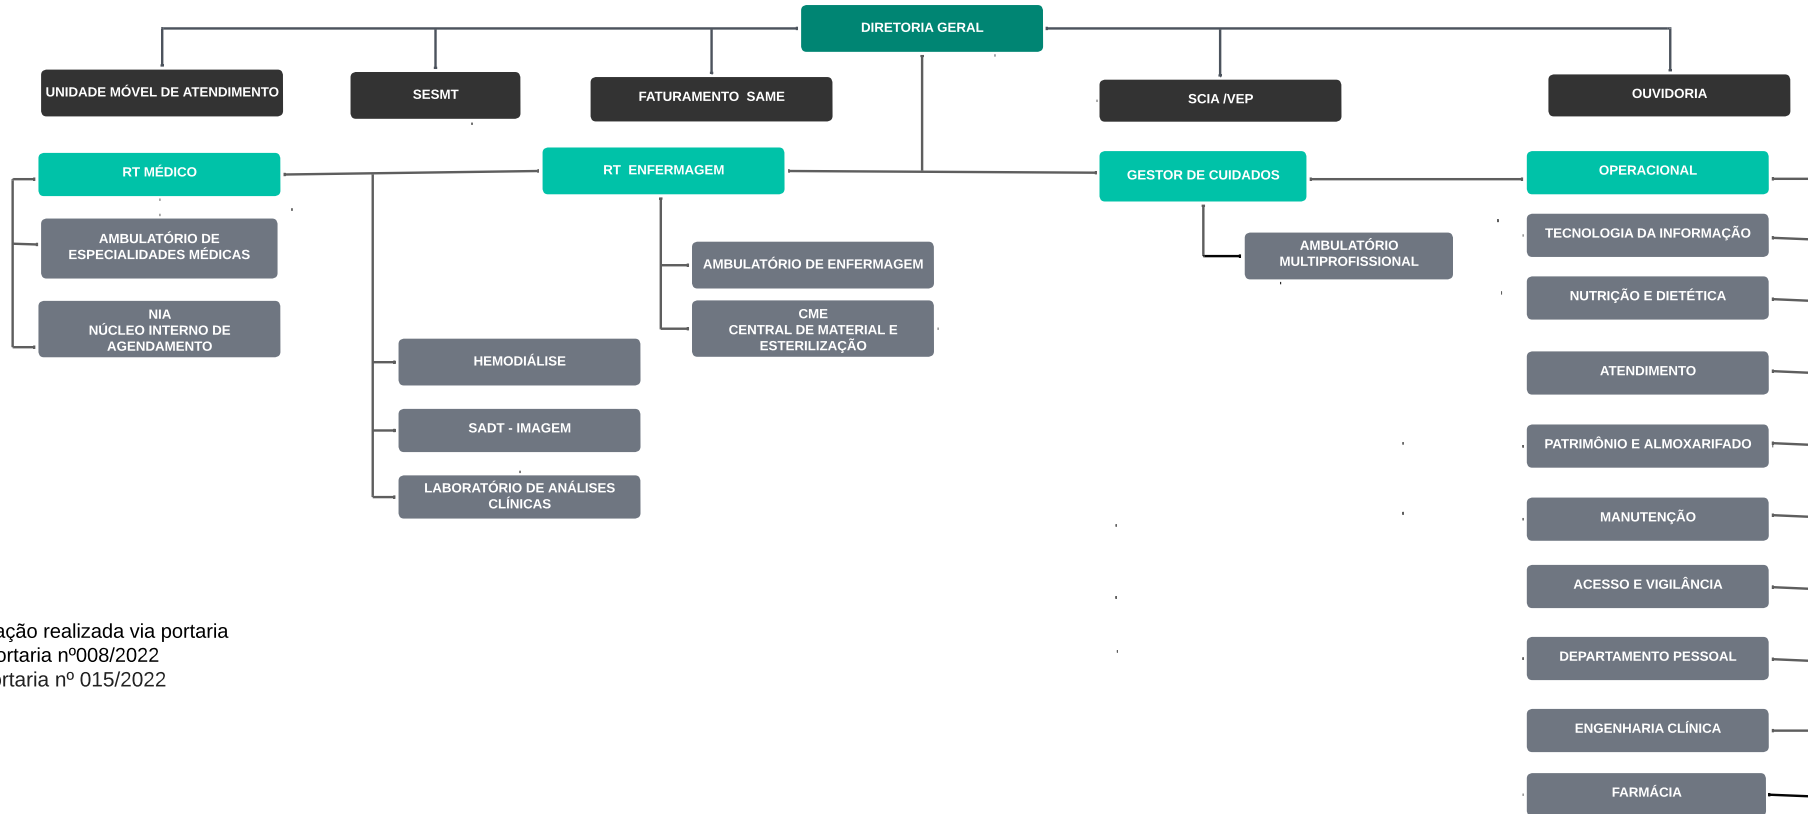 DIRETORIA GERAL
UNIDADE MÓVEL DE ATENDIMENTO
SESMT
FATURAMENTO  SAME
SCIA /VEP
OUVIDORIA
RT MÉDICO
RT  ENFERMAGEM
GESTOR DE CUIDADOS
OPERACIONAL
AMBULATÓRIO DE
ESPECIALIDADES MÉDICAS
NIA
NÚCLEO INTERNO DE
AGENDAMENTO
HEMODIÁLISE
SADT - IMAGEM
LABORATÓRIO DE ANÁLISES
CLÍNICAS
AMBULATÓRIO DE ENFERMAGEM
CME
CENTRAL DE MATERIAL E
ESTERILIZAÇÃO
AMBULATÓRIO
MULTIPROFISSIONAL
TECNOLOGIA DA INFORMAÇÃO
NUTRIÇÃO E DIETÉTICA
ATENDIMENTO
PATRIMÔNIO E ALMOXARIFADO
MANUTENÇÃO
ACESSO E VIGILÂNCIA
DEPARTAMENTO PESSOAL
ENGENHARIA CLÍNICA
FARMÁCIA
ação realizada via portaria
ortaria nº008/2022
rtaria nº 015/2022